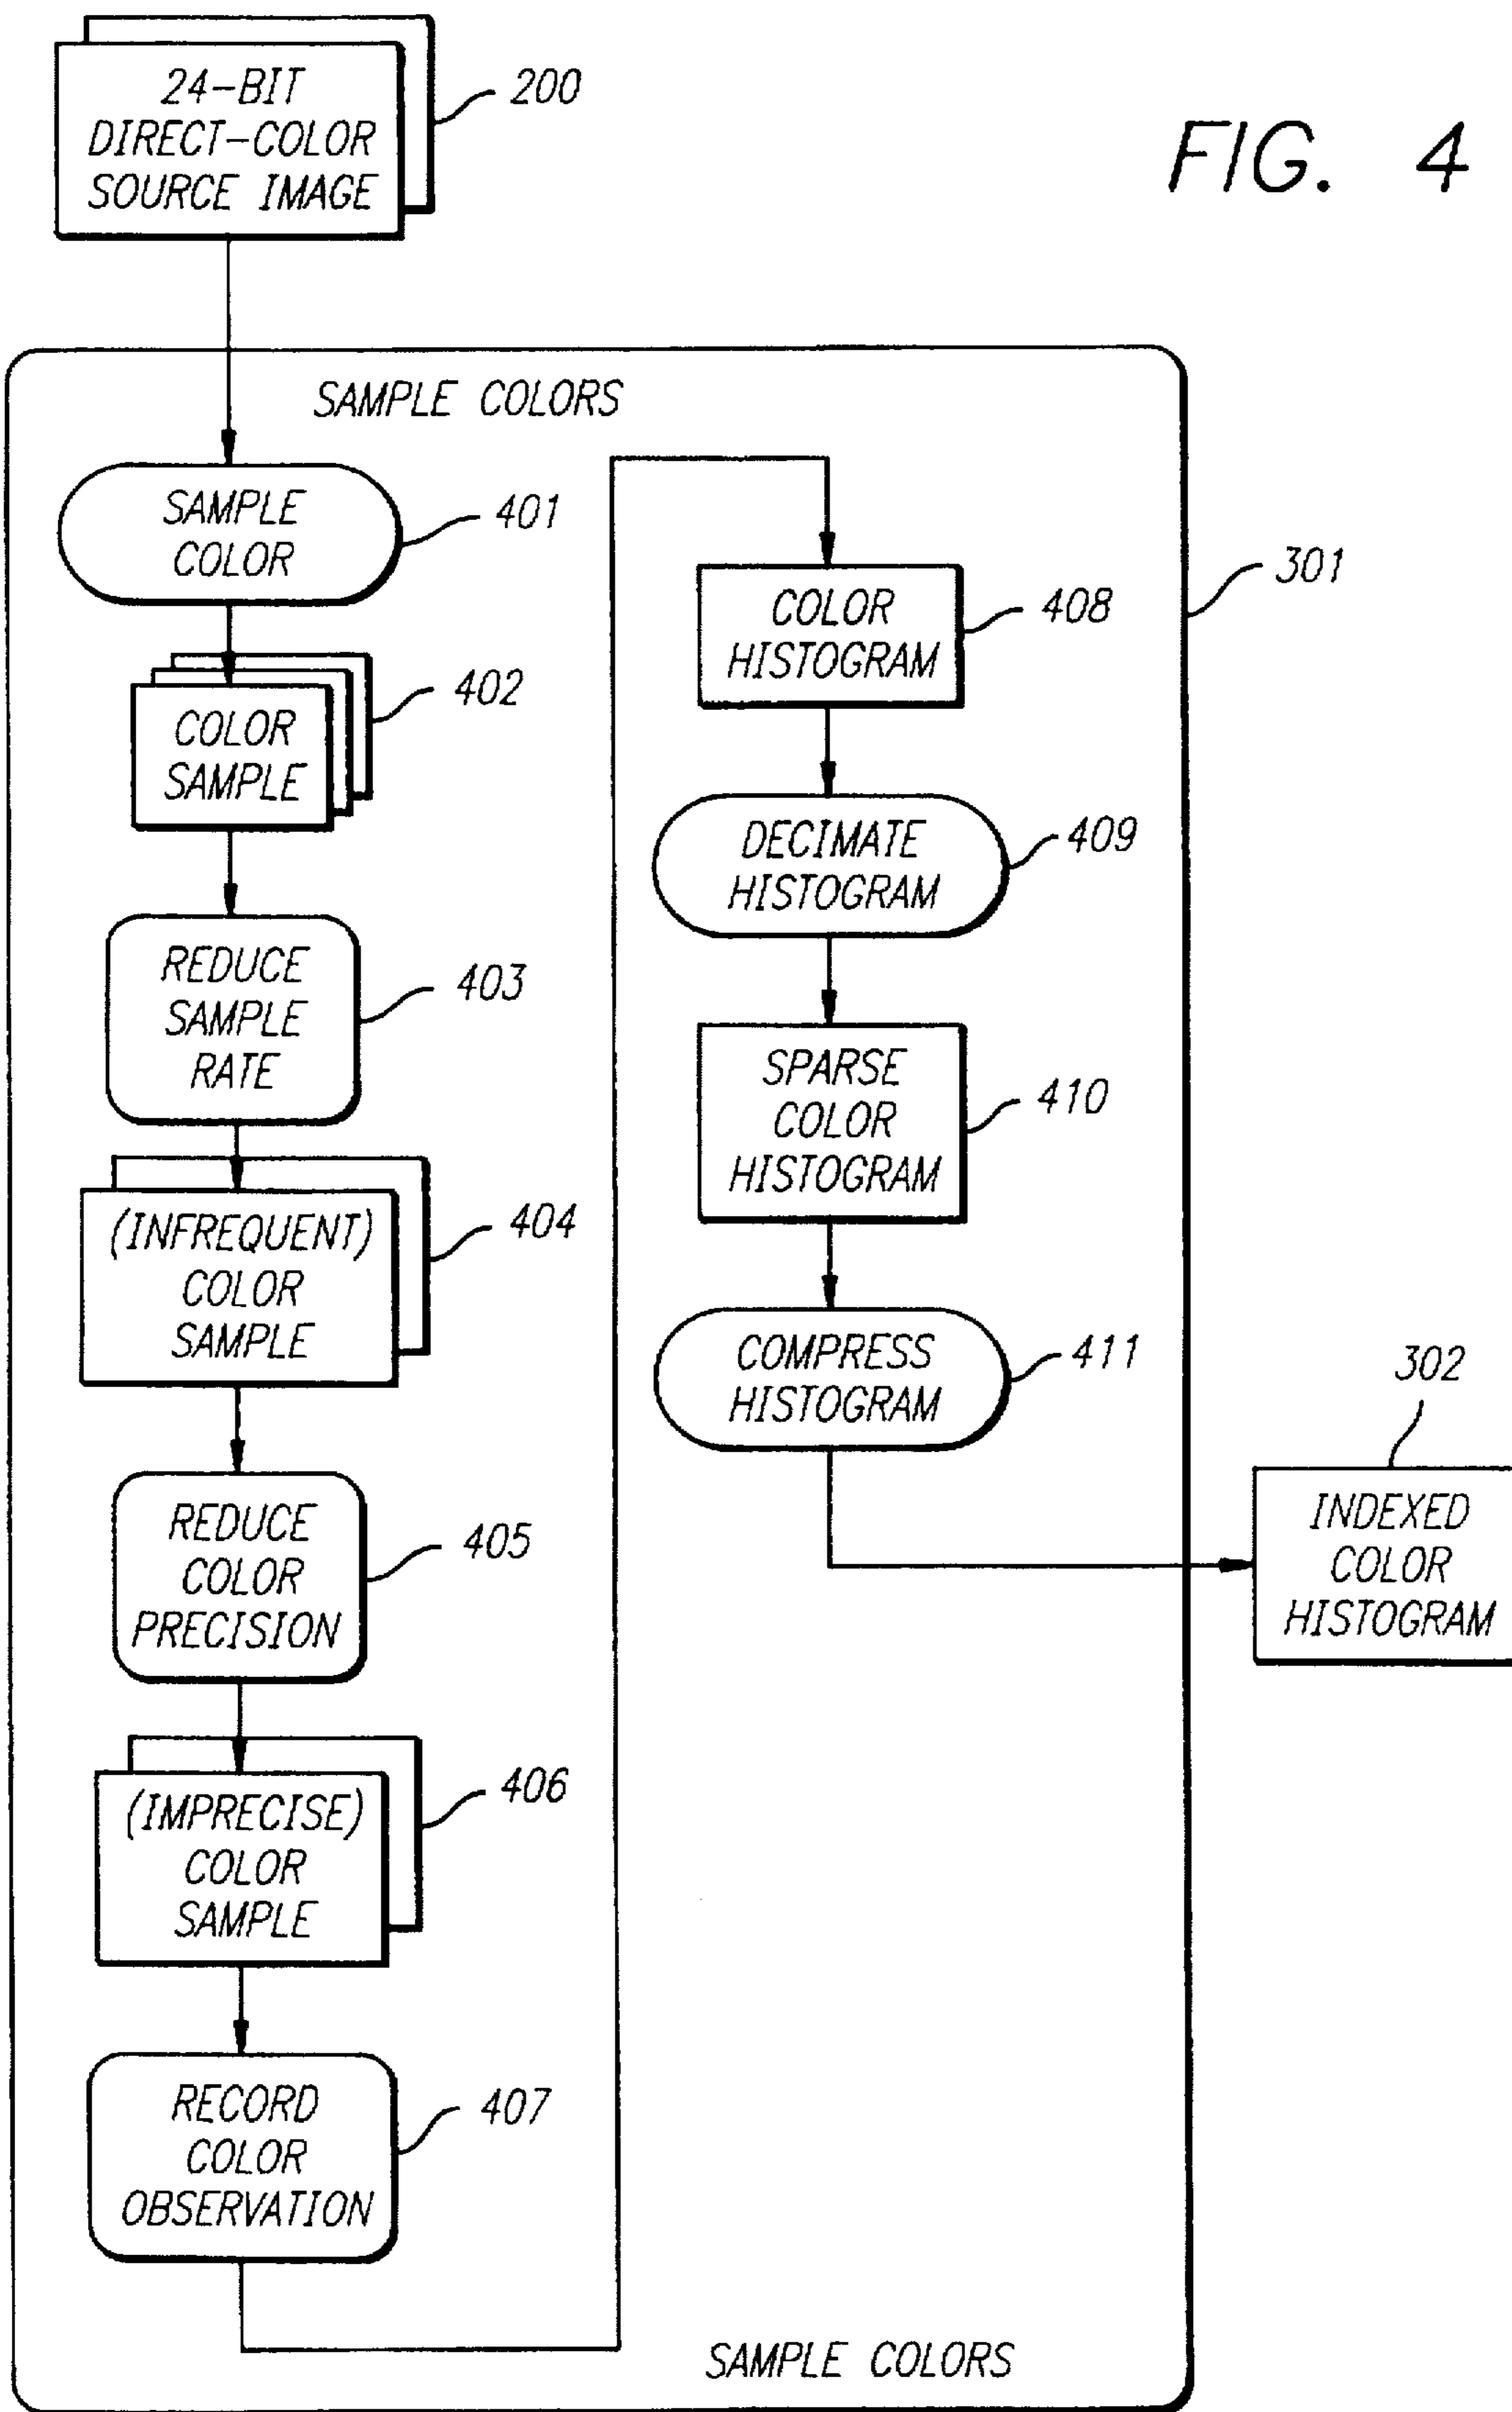 24-BIT
DIRECT-COLOR
SOURCE IMAGE
200
FIG. 4
SAMPLE COLORS
SAMPLE
COLOR
401
COLOR
SAMPLE
402
REDUCE
SAMPLE
RATE
403
(INFREQUENT)
COLOR
SAMPLE
404
REDUCE
COLOR
PRECISION
405
(IMPRECISE)
COLOR
SAMPLE
406
RECORD
COLOR
OBSERVATION
407
COLOR
HISTOGRAM
408
DECIMATE
HISTOGRAM
409
SPARSE
COLOR
HISTOGRAM
410
COMPRESS
HISTOGRAM
411
301
302
INDEXED
COLOR
HISTOGRAM
SAMPLE COLORS